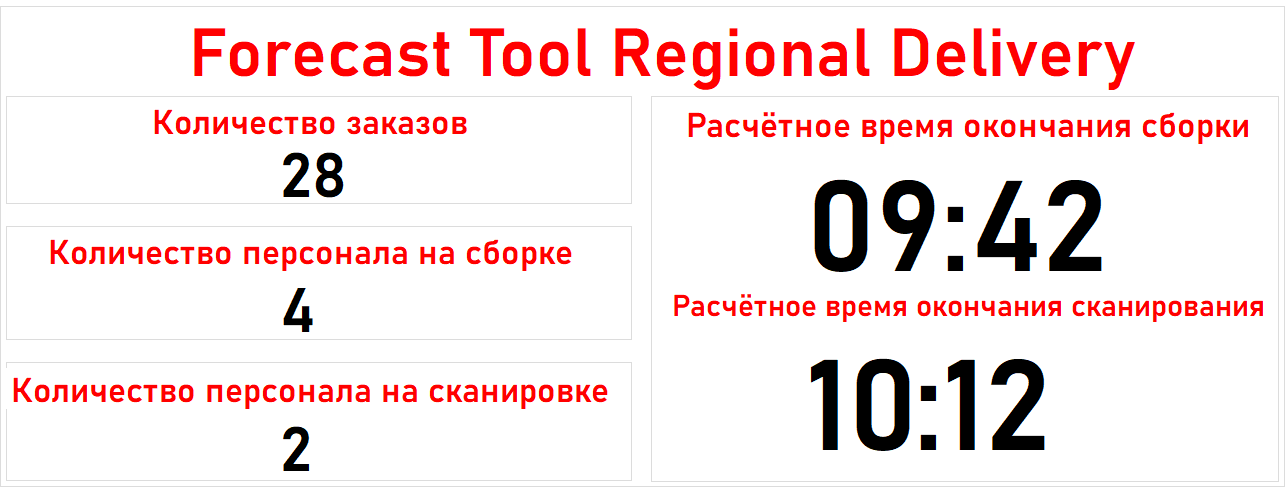 Forecast Tool Regional Delivery
Количество заказов
28
Количество персонала на сборке
4
Количество персонала на сканировке
2
Расчётное время окончания сборки
09:42
Расчётное время окончания сканирования
10:12